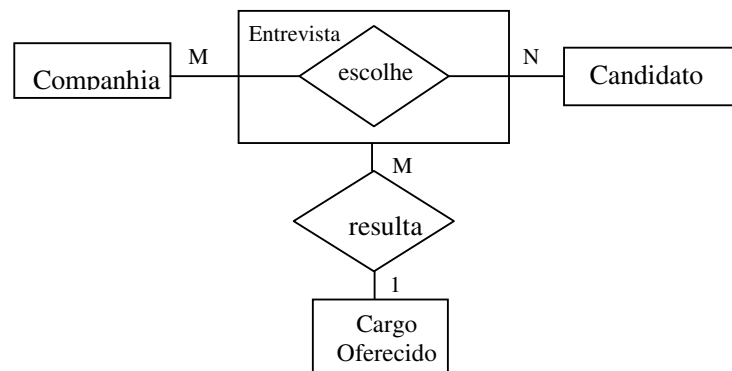 Entrevista
Companhia
M
escolhe
N
Candidato
M
resulta
1
Cargo
Oferecido